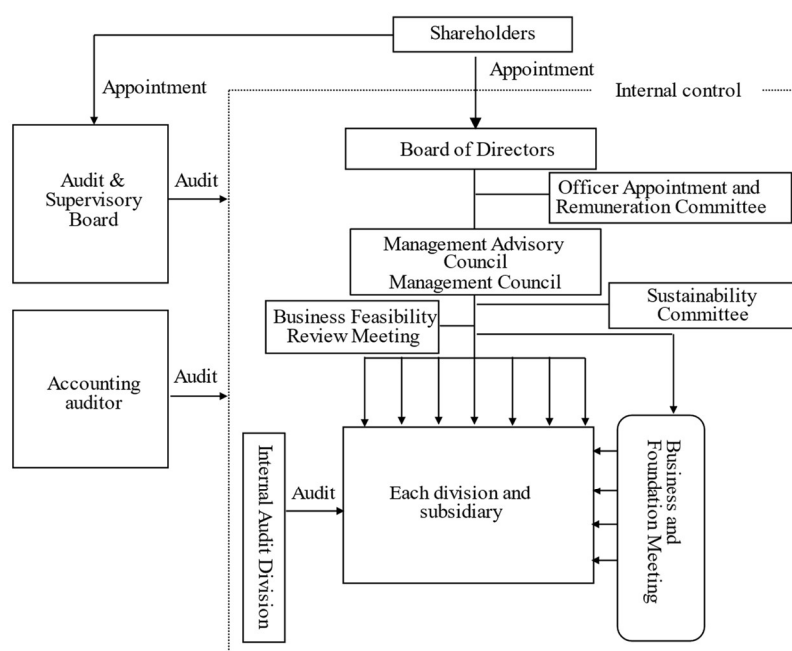 Shareholders
Appointment
Appointment
Internal control
Board of Directors
Audit &
Supervisory
Board
Audit
Officer Appointment and
Remuneration Committee
Management Advisory
Council
Management Council
Sustainability
Committee
Business Feasibility
Review Meeting
Accounting
auditor
Audit
Internal Audit Division
Audit
Each division and
subsidiary
Business and
Foundation Meeting